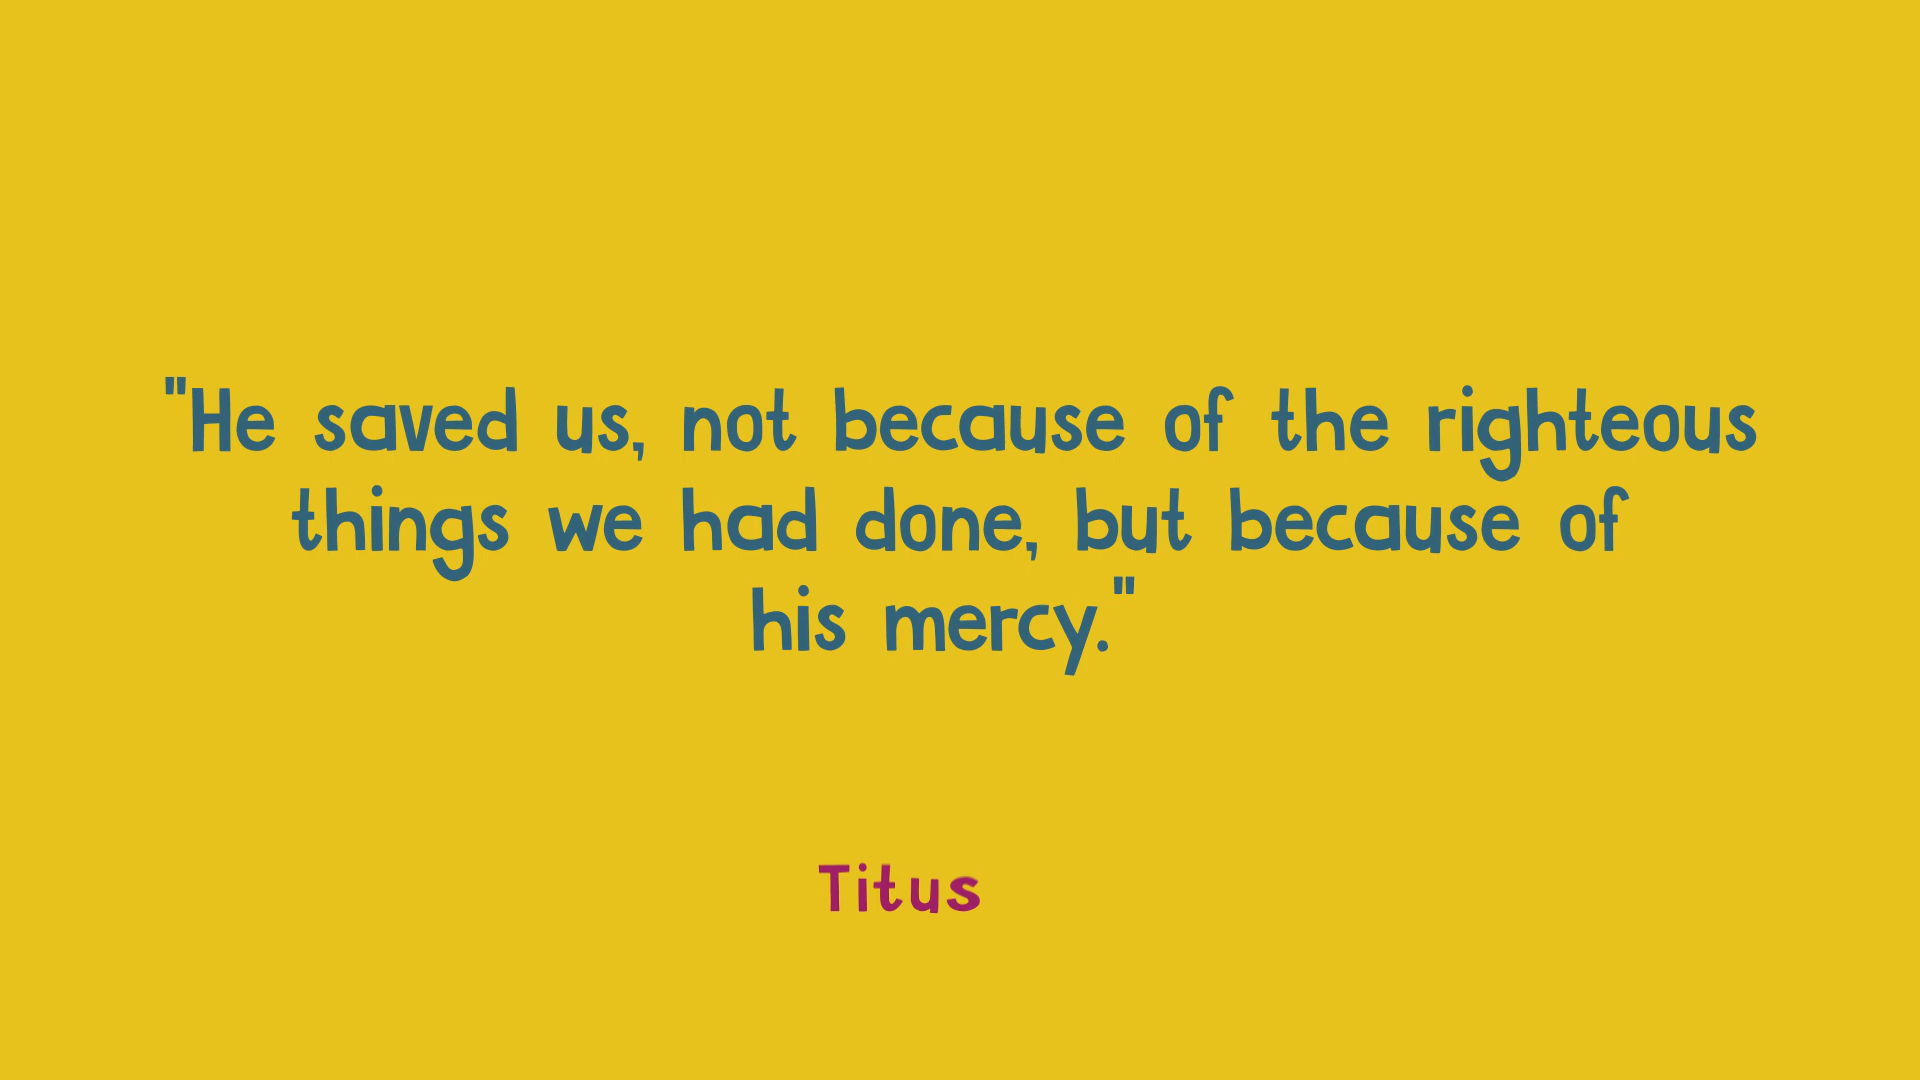 "He saved us, not because of the righteous
things we had done, but because of
his mercy."
Titus